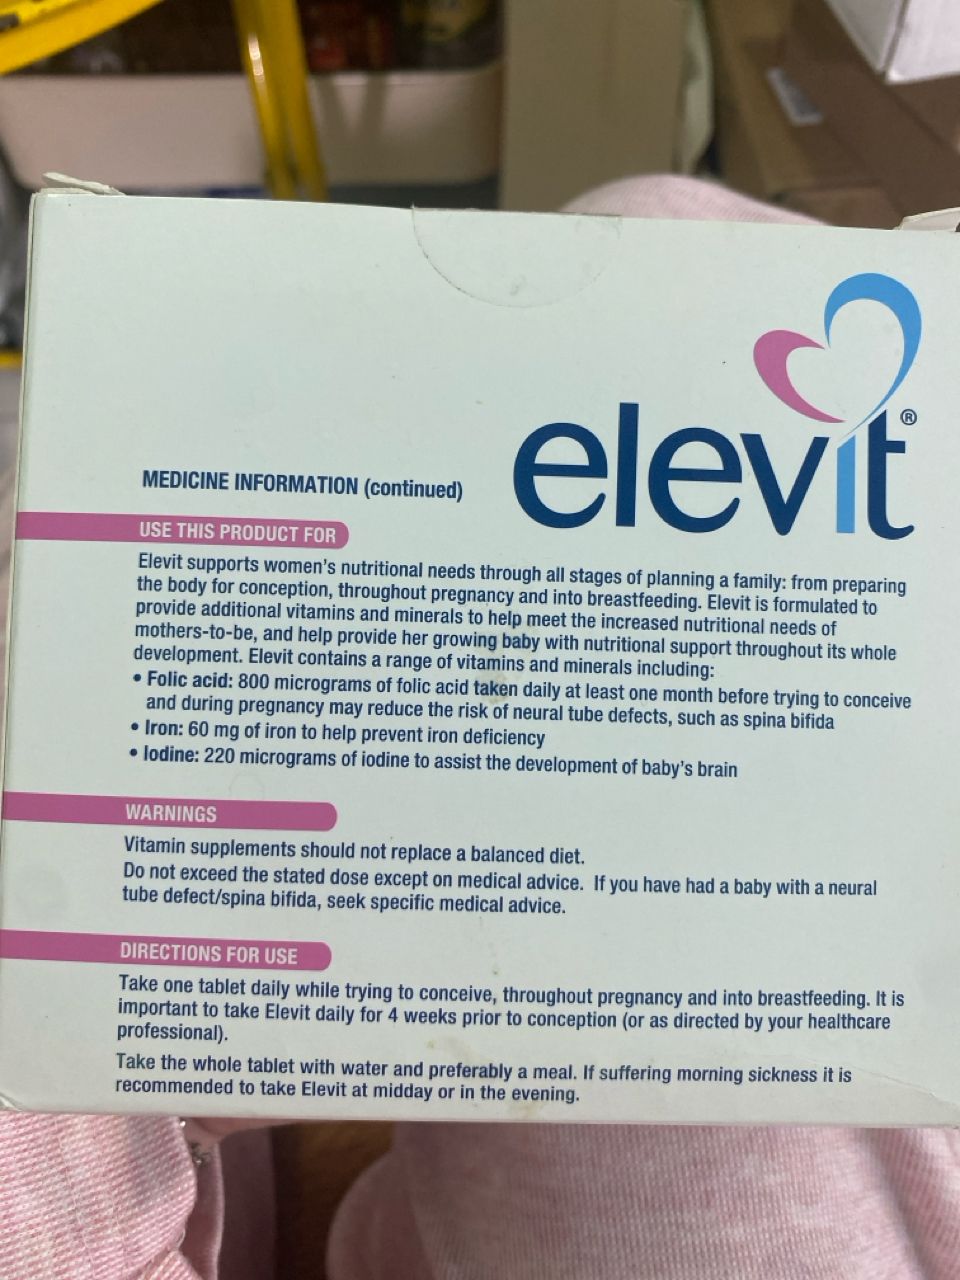 elevit®
MEDICINE INFORMATION (continued)
USE THIS PRODUCT FOR
Elevit supports women's nutritional needs through all stages of planning a family: from preparing
the body for conception, throughout pregnancy and into breastfeeding. Elevit is formulated to
provide additional vitamins and minerals to help meet the increased nutritional needs of
mothers-to-be, and help provide her growing baby with nutritional support throughout its whole
development. Elevit contains a range of vitamins and minerals including:
• Folic acid: 800 micrograms of folic acid taken daily at least one month before trying to conceive
and during pregnancy may reduce the risk of neural tube defects, such as spina bifida
• Iron: 60 mg of iron to help prevent iron deficiency
• Iodine: 220 micrograms of iodine to assist the development of baby's brain
WARNINGS
Vitamin supplements should not replace a balanced diet.
Do not exceed the stated dose except on medical advice. If you have had a baby with a neural
tube defect/spina bifida, seek specific medical advice.
DIRECTIONS FOR USE
Take one tablet daily while trying to conceive, throughout pregnancy and into breastfeeding. It is
important to take Elevit daily for 4 weeks prior to conception (or as directed by your healthcare
professional).
Take the whole tablet with water and preferably a meal. If suffering morning sickness it is
recommended to take Elevit at midday or in the evening.